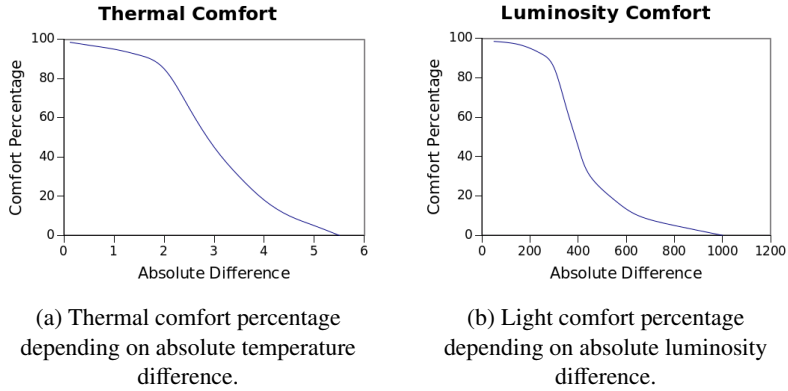 Thermal Comfort
100
80
60
40
20
0
Comfort Percentage
0 1 2 3 4 5 6
Absolute Difference
(a) Thermal comfort percentage
depending on absolute temperature
difference.
Luminosity Comfort
100
80
60
40
20
0
Comfort Percentage
0 200 400 600 800 1000 1200
Absolute Difference
(b) Light comfort percentage
depending on absolute luminosity
difference.